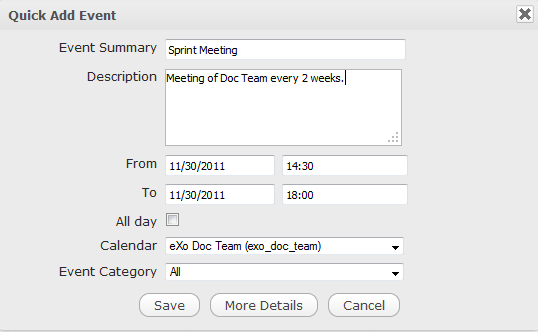 Quick Add Event
Event Summary Sprint Meeting
Description Meeting of Doc Team every 2 weeks.
From 11/30/2011 14:30
To 11/30/2011 18:00
All day
Calendar eXo Doc Team (exo_doc_team)
Event Category All
Save More Details Cancel